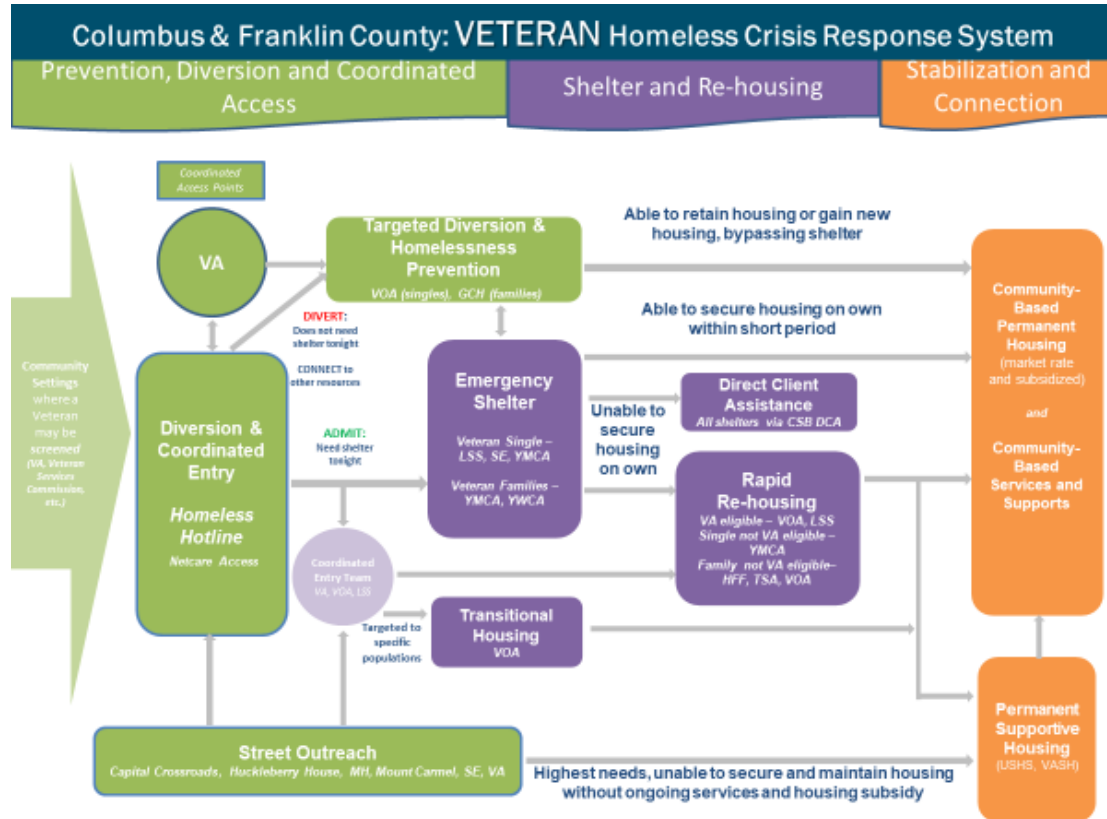 Columbus & Franklin County: VETERAN Homeless Crisis Response System
Prevention, Diversion and Coordinated
Access
Shelter and Re-housing
Stabilization and
Connection
Coordinated
Access Points
VA
Targeted Diversion &
Homelessness
Prevention
VOA (singles), GCH (families)
Able to retain housing or gain new
housing, bypassing shelter
Community
Settings
where a
Veteran
may be
screened
(VA, Veteran
Services
Commission,
etc.)
DIVERT:
Does not need
shelter tonight
CONNECT to
other resources
Able to secure housing on own
within short period
Community-
Based
Permanent
Housing
(market rate
and subsidized)
and
Community-
Based
Services and
Supports
Diversion &
Coordinated
Entry
Homeless
Hotline
Netcare Access
ADMIT:
Need shelter
tonight
Emergency
Shelter
Veteran Single –
LSS, SE, YMCA
Veteran Families –
YMCA, YWCA
Unable to
secure
housing
on own
Direct Client
Assistance
All shelters via CSB DCA
Rapid
Re-housing
VA eligible – VOA, LSS
Single not VA eligible –
YMCA
Family not VA eligible–
HFF, TSA, VOA
Coordinated
Entry Team
VA, VOA, LSS
Targeted to
specific
populations
Transitional
Housing
VOA
Street Outreach
Capital Crossroads, Huckleberry House, MH, Mount Carmel, SE, VA
Highest needs, unable to secure and maintain housing
without ongoing services and housing subsidy
Permanent
Supportive
Housing
(USHS, VASH)